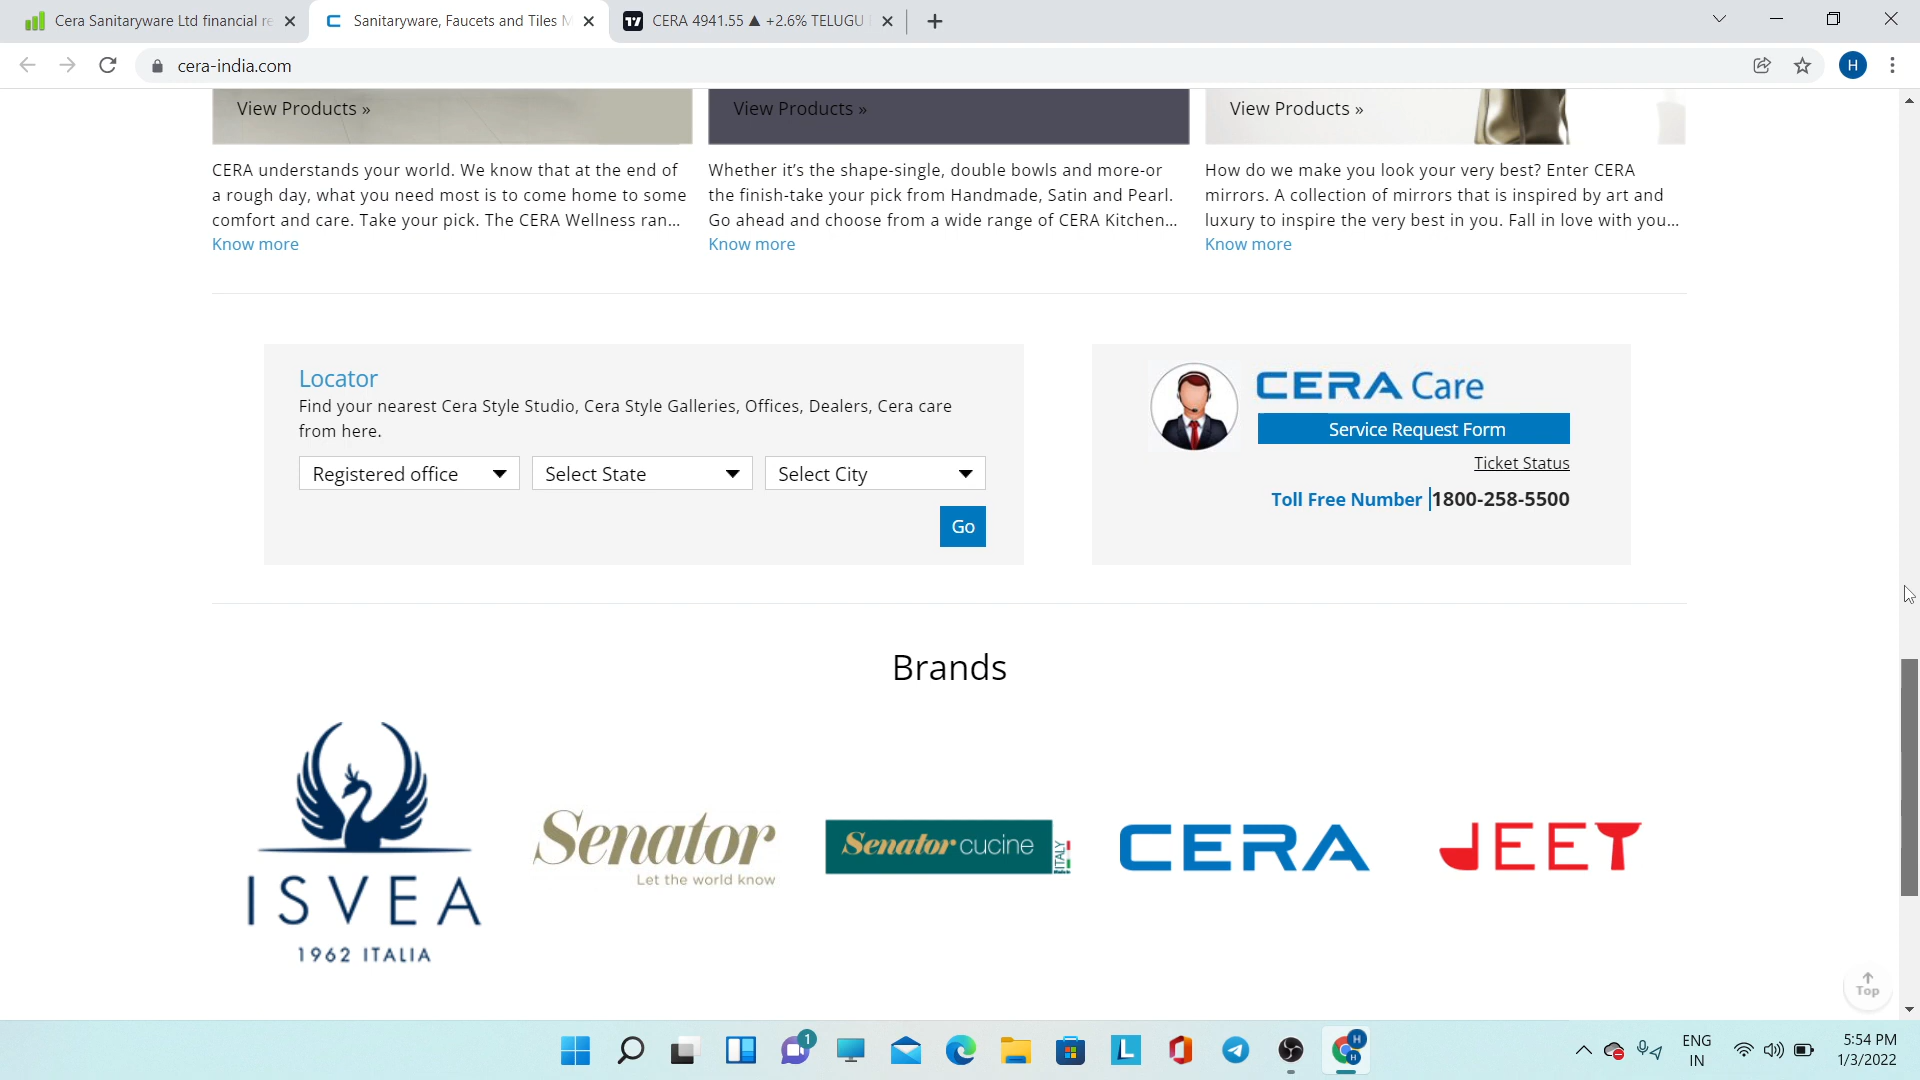 Cera Sanitaryware Ltd financial re
Sanitaryware, Faucets and Tiles M
CERA 4941.55 ▲ +2.6% TELUGU
cera-india.com
H
View Products »
View Products »
View Products »
CERA understands your world. We know that at the end of
a rough day, what you need most is to come home to some
comfort and care. Take your pick. The CERA Wellness ran...
Know more
Whether it's the shape-single, double bowls and more-or
the finish-take your pick from Handmade, Satin and Pearl.
Go ahead and choose from a wide range of CERA Kitchen...
Know more
How do we make you look your very best? Enter CERA
mirrors. A collection of mirrors that is inspired by art and
luxury to inspire the very best in you. Fall in love with you...
Know more
Locator
Find your nearest Cera Style Studio, Cera Style Galleries, Offices, Dealers, Cera care
from here.
Registered office
Select State
Select City
Go
CERA Care
Service Request Form
Ticket Status
Toll Free Number |1800-258-5500
Brands
ISVEA
1962 ITALIA
Senator
Let the world know
Senator cucine
ITALY
CERA
JEET
Top
1
L
H
H
ENG
IN
5:54 PM
1/3/2022